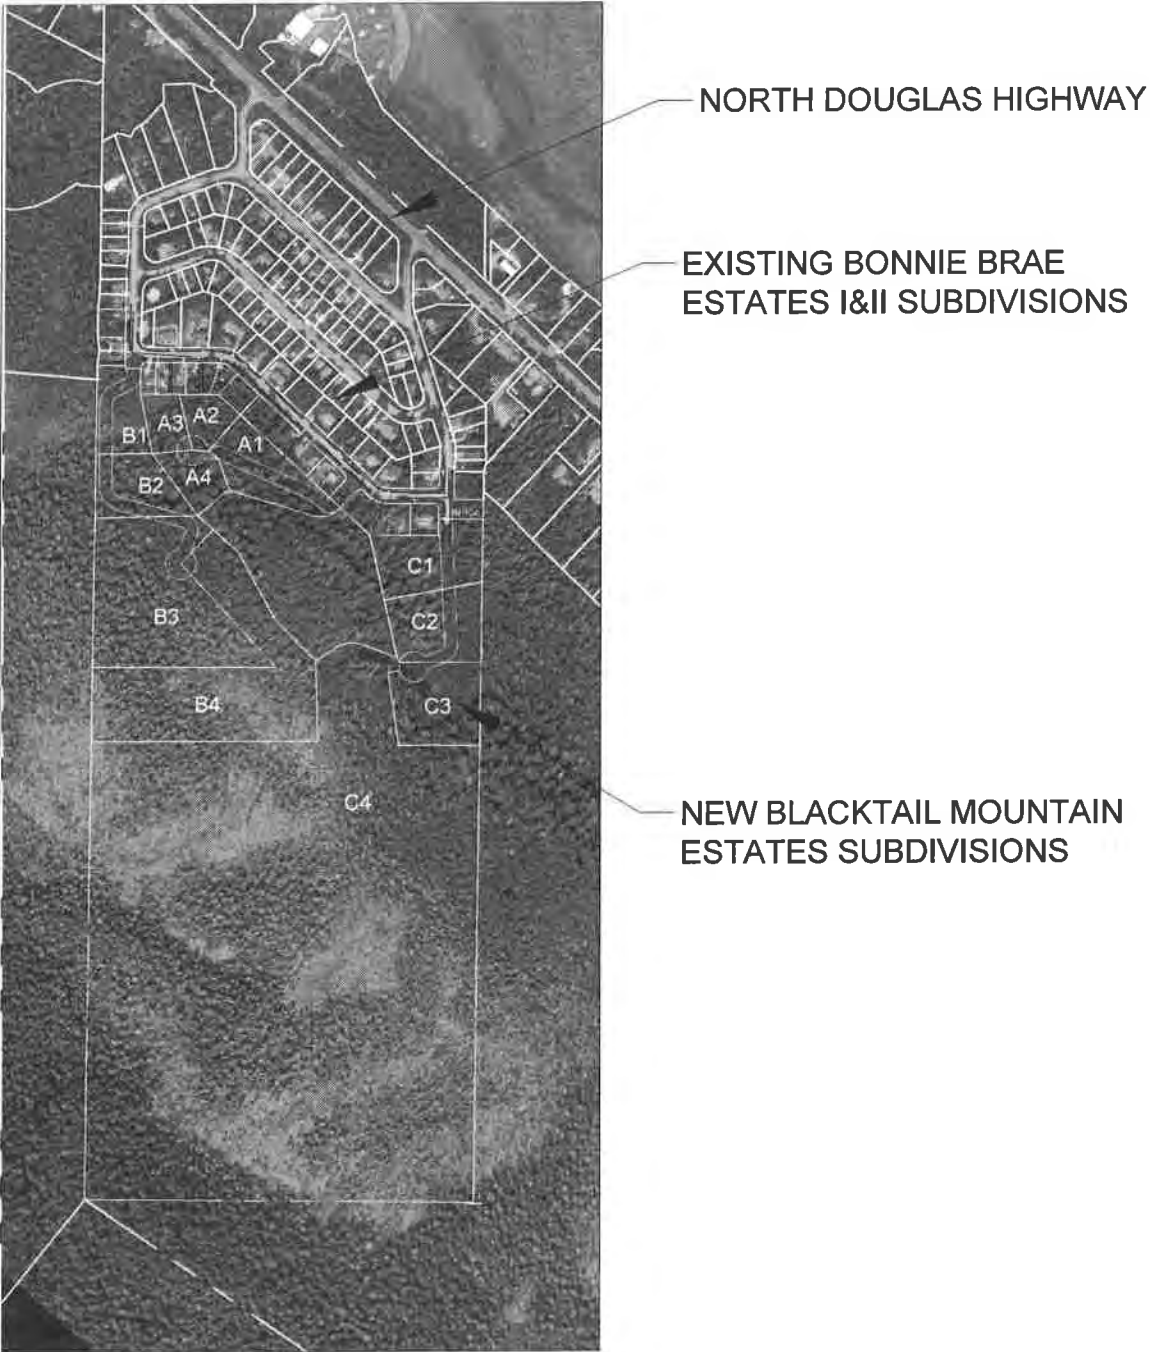 NORTH DOUGLAS HIGHWAY
EXISTING BONNIE BRAE
ESTATES I&II SUBDIVISIONS
A3
A2
B1
A1
A4
B2
C1
C2
B3
B4
C3
C4
NEW BLACKTAIL MOUNTAIN
ESTATES SUBDIVISIONS